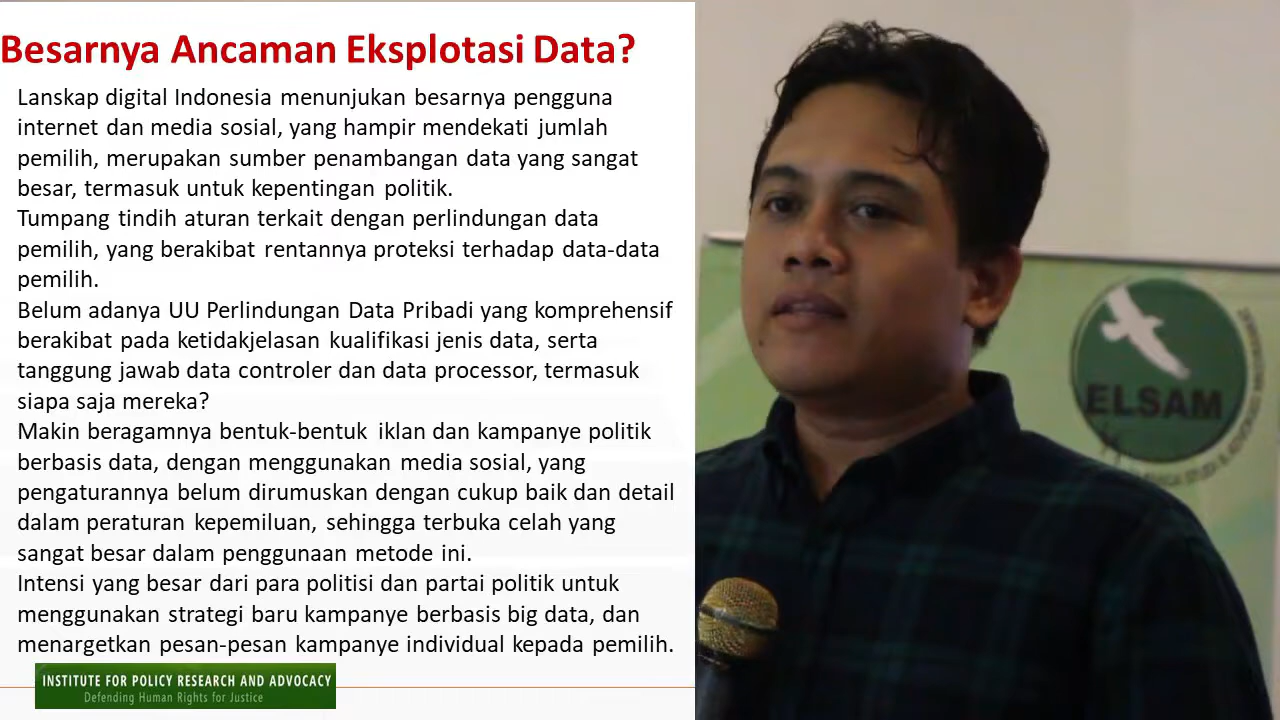 Besarnya Ancaman Eksplotasi Data?
Lanskap digital Indonesia menunjukan besarnya pengguna
internet dan media sosial, yang hampir mendekati jumlah
pemilih, merupakan sumber penambangan data yang sangat
besar, termasuk untuk kepentingan politik.
Tumpang tindih aturan terkait dengan perlindungan data
pemilih, yang berakibat rentannya proteksi terhadap data-data
pemilih.
Belum adanya UU Perlindungan Data Pribadi yang komprehensif
berakibat pada ketidakjelasan kualifikasi jenis data, serta
tanggung jawab data controler dan data processor, termasuk
siapa saja mereka?
Makin beragamnya bentuk-bentuk iklan dan kampanye politik
berbasis data, dengan menggunakan media sosial, yang
pengaturannya belum dirumuskan dengan cukup baik dan detail
dalam peraturan kepemiluan, sehingga terbuka celah yang
sangat besar dalam penggunaan metode ini.
Intensi yang besar dari para politisi dan partai politik untuk
menggunakan strategi baru kampanye berbasis big data, dan
menargetkan pesan-pesan kampanye individual kepada pemilih.
INSTITUTE FOR POLICY RESEARCH AND ADVOCACY
Defending Human Rights for Justice
ELSAM